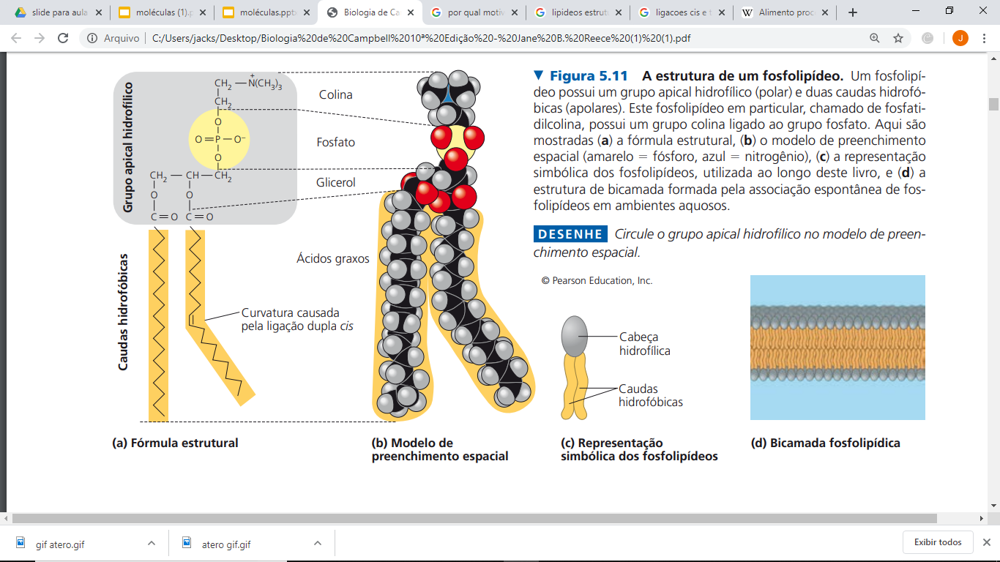 slide para aula
moléculas (1).p
moléculas.pptx
Biologia de Ca
por qual motiv
lipideos estrut
ligacoes cis e t
Alimento proc
Arquivo
C:/Users/jacks/Desktop/Biologia%20de%20Campbell%2010ª%20Edição%20-%20Jane%20B.%20Reece%20(1)%20(1).pdf
J
Grupo apical hidrofílico
CH2 — N(CH3)3
+
CH2
O
O = P — O–
O
CH2 — CH — CH2
O O
C = O C = O
Colina
Fosfato
Glicerol
Ácidos graxos
Caudas hidrofóbicas
Curvatura causada
pela ligação dupla cis
(a) Fórmula estrutural
(b) Modelo de
preenchimento espacial
▼ Figura 5.11 A estrutura de um fosfolipídeo. Um fosfolipí-
deo possui um grupo apical hidrofílico (polar) e duas caudas hidrofó-
bicas (apolares). Este fosfolipídeo em particular, chamado de fosfati-
dilcolina, possui um grupo colina ligado ao grupo fosfato. Aqui são
mostradas (a) a fórmula estrutural, (b) o modelo de preenchimento
espacial (amarelo = fósforo, azul = nitrogênio), (c) a representação
simbólica dos fosfolipídeos, utilizada ao longo deste livro, e (d) a
estrutura de bicamada formada pela associação espontânea de fos-
folipídeos em ambientes aquosos.
DESENHE Circule o grupo apical hidrofílico no modelo de preen-
chimento espacial.
© Pearson Education, Inc.
Cabeça
hidrofílica
Caudas
hidrofóbicas
(c) Representação
simbólica dos fosfolipídeos
(d) Bicamada fosfolipídica
gif atero.gif
atero gif.gif
Exibir todos